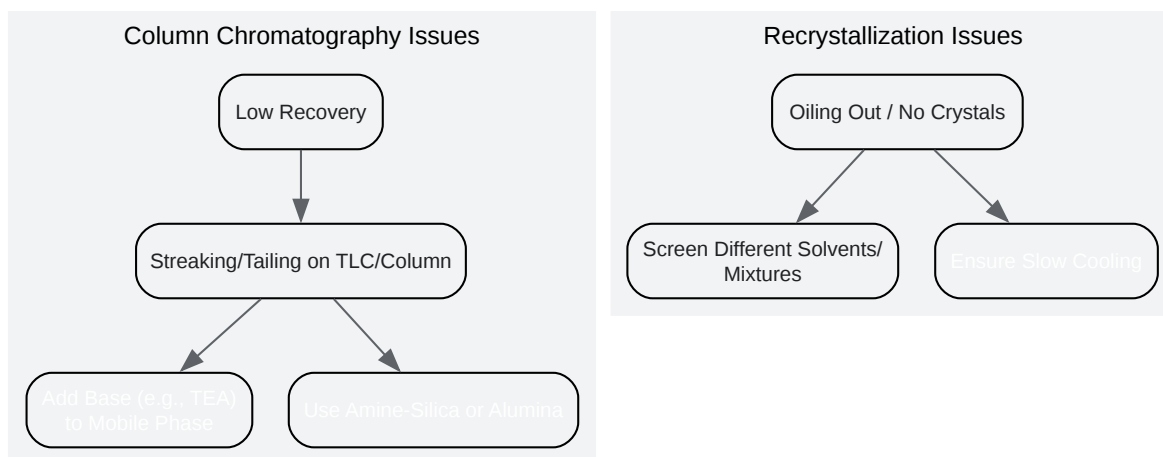 Column Chromatography Issues
Low Recovery
Streaking/Tailing on TLC/Column
Add Base (e.g., TEA)
to Mobile Phase
Use Amine-Silica or Alumina
Recrystallization Issues
Oiling Out / No Crystals
Screen Different Solvents/
Mixtures
Ensure Slow Cooling